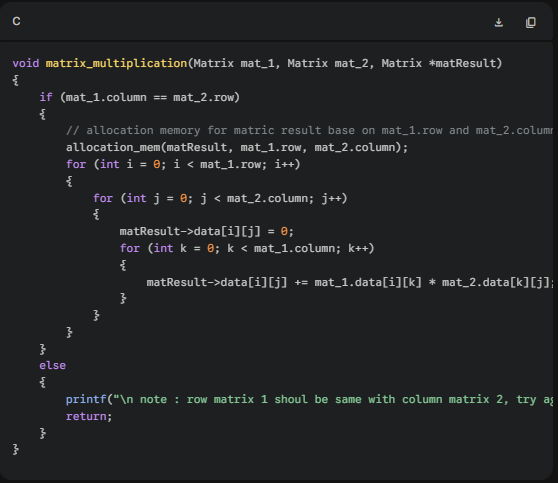 C
void matrix_multiplication(Matrix mat_1, Matrix mat_2, Matrix *matResult)
{
    if (mat_1.column == mat_2.row)
    {
        // allocation memory for matric result base on mat_1.row and mat_2.column
        allocation_mem(matResult, mat_1.row, mat_2.column);
        for (int i = 0; i < mat_1.row; i++)
        {
            for (int j = 0; j < mat_2.column; j++)
            {
                matResult->data[i][j] = 0;
                for (int k = 0; k < mat_1.column; k++)
                {
                    matResult->data[i][j] += mat_1.data[i][k] * mat_2.data[k][j];
                }
            }
        }
    }
    else
    {
        printf("\n note : row matrix 1 shoul be same with column matrix 2, try
        return;
    }
}